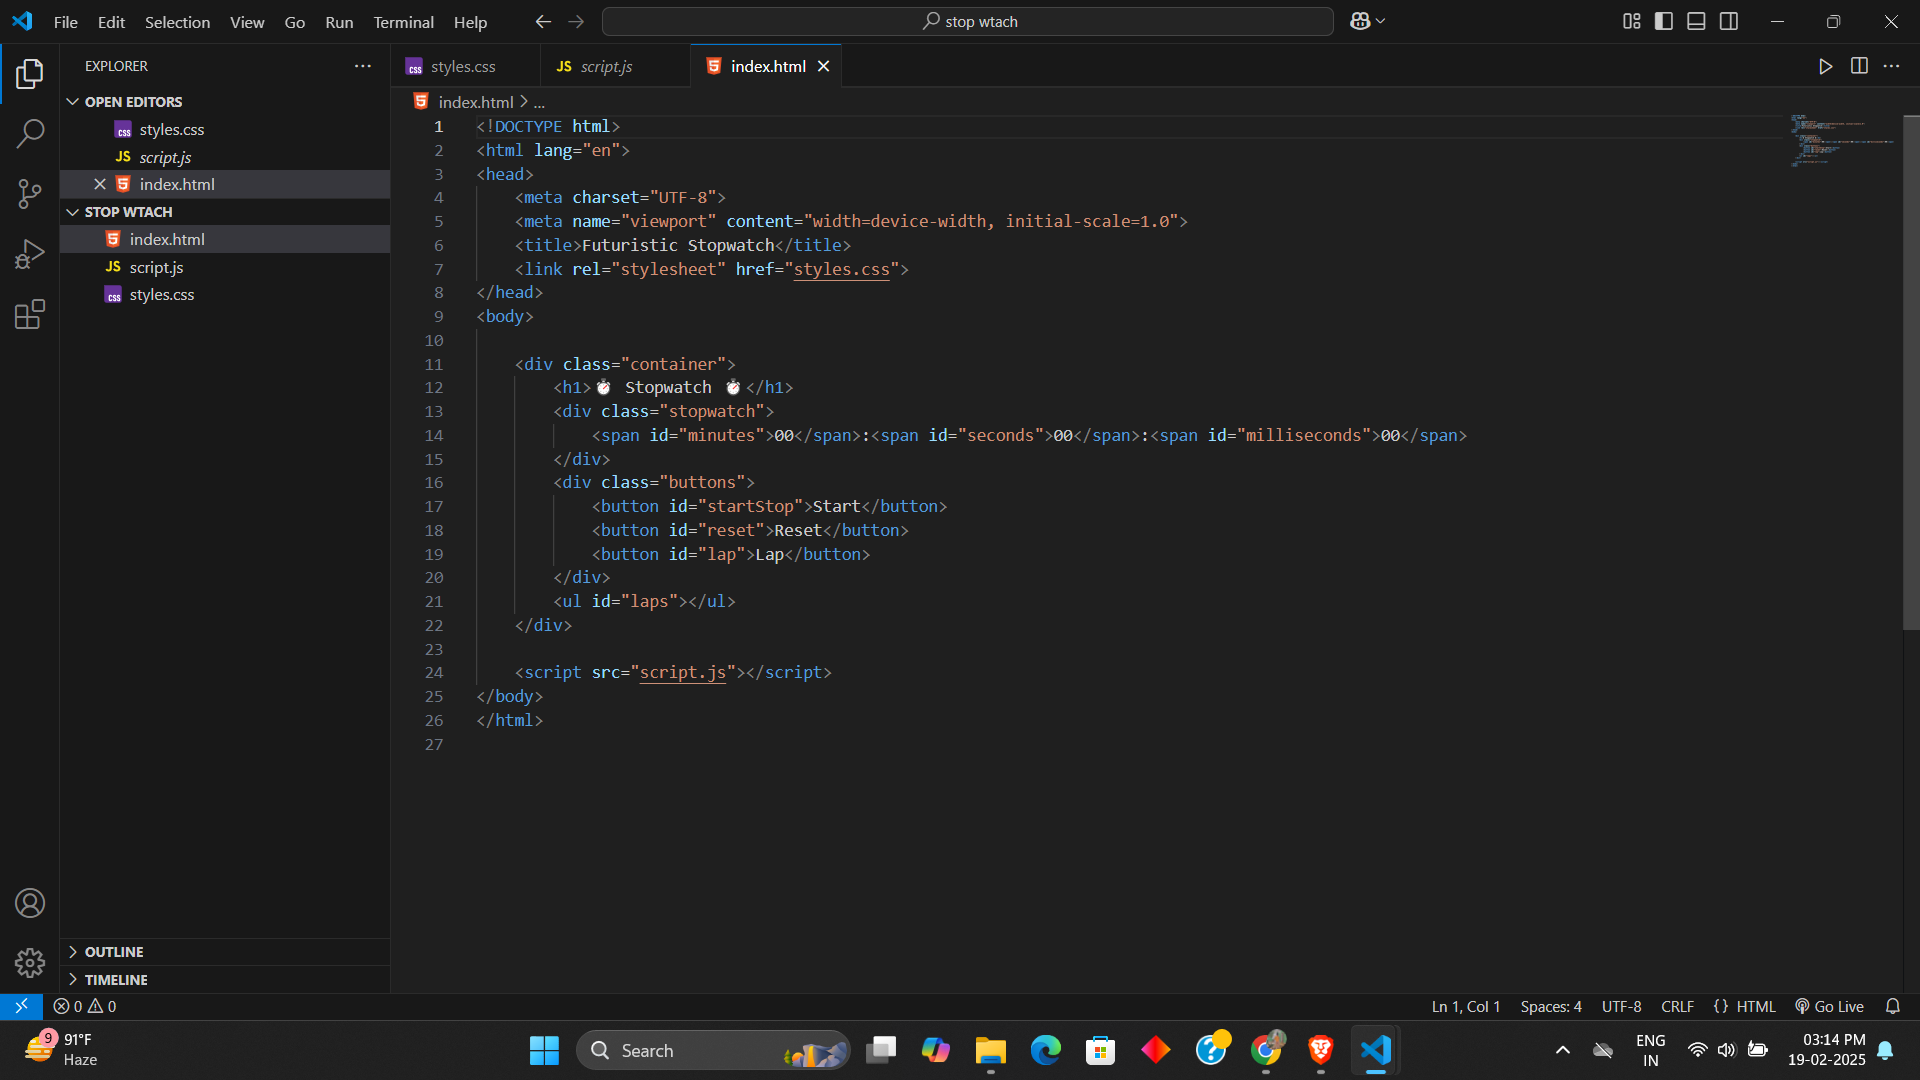 File Edit Selection View Go Run Terminal Help
stop wtach
EXPLORER
OPEN EDITORS
styles.css
script.js
index.html
STOP WTACH
index.html
script.js
styles.css
OUTLINE
TIMELINE
styles.css script.js index.html
index.html > ...
1 <!DOCTYPE html>
2 <html lang="en">
3 <head>
4     <meta charset="UTF-8">
5     <meta name="viewport" content="width=device-width, initial-scale=1.0">
6     <title>Futuristic Stopwatch</title>
7     <link rel="stylesheet" href="styles.css">
8 </head>
9 <body>
10
11     <div class="container">
12         <h1>⏱ Stopwatch ⏱</h1>
13         <div class="stopwatch">
14             <span id="minutes">00</span>:<span id="seconds">00</span>:<span id="milliseconds">00</span>
15         </div>
16         <div class="buttons">
17             <button id="startStop">Start</button>
18             <button id="reset">Reset</button>
19             <button id="lap">Lap</button>
20         </div>
21         <ul id="laps"></ul>
22     </div>
23
24     <script src="script.js"></script>
25 </body>
26 </html>
27
0 0 Ln 1, Col 1 Spaces: 4 UTF-8 CRLF {} HTML Go Live
9 91°F
Haze
Search
ENG
IN
03:14 PM
19-02-2025